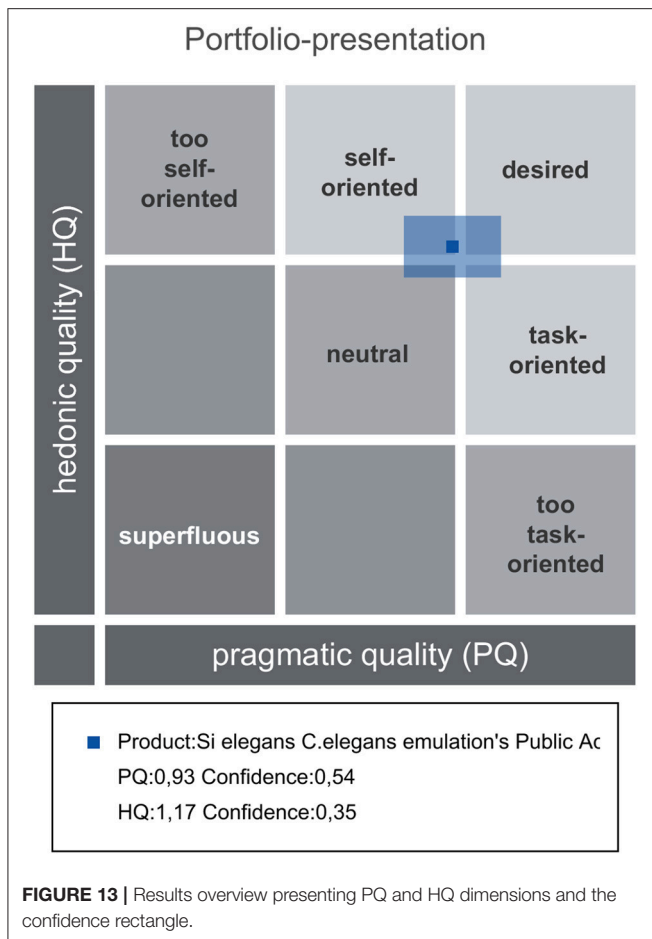 Portfolio-presentation
hedonic quality (HQ)
too
self-
oriented
self-
oriented
desired
neutral
task-
oriented
superfluous
too
task-
oriented
pragmatic quality (PQ)
Product:Si elegans C.elegans emulation's Public Ac
PQ:0,93 Confidence:0,54
HQ:1,17 Confidence:0,35
FIGURE 13 | Results overview presenting PQ and HQ dimensions and the
confidence rectangle.